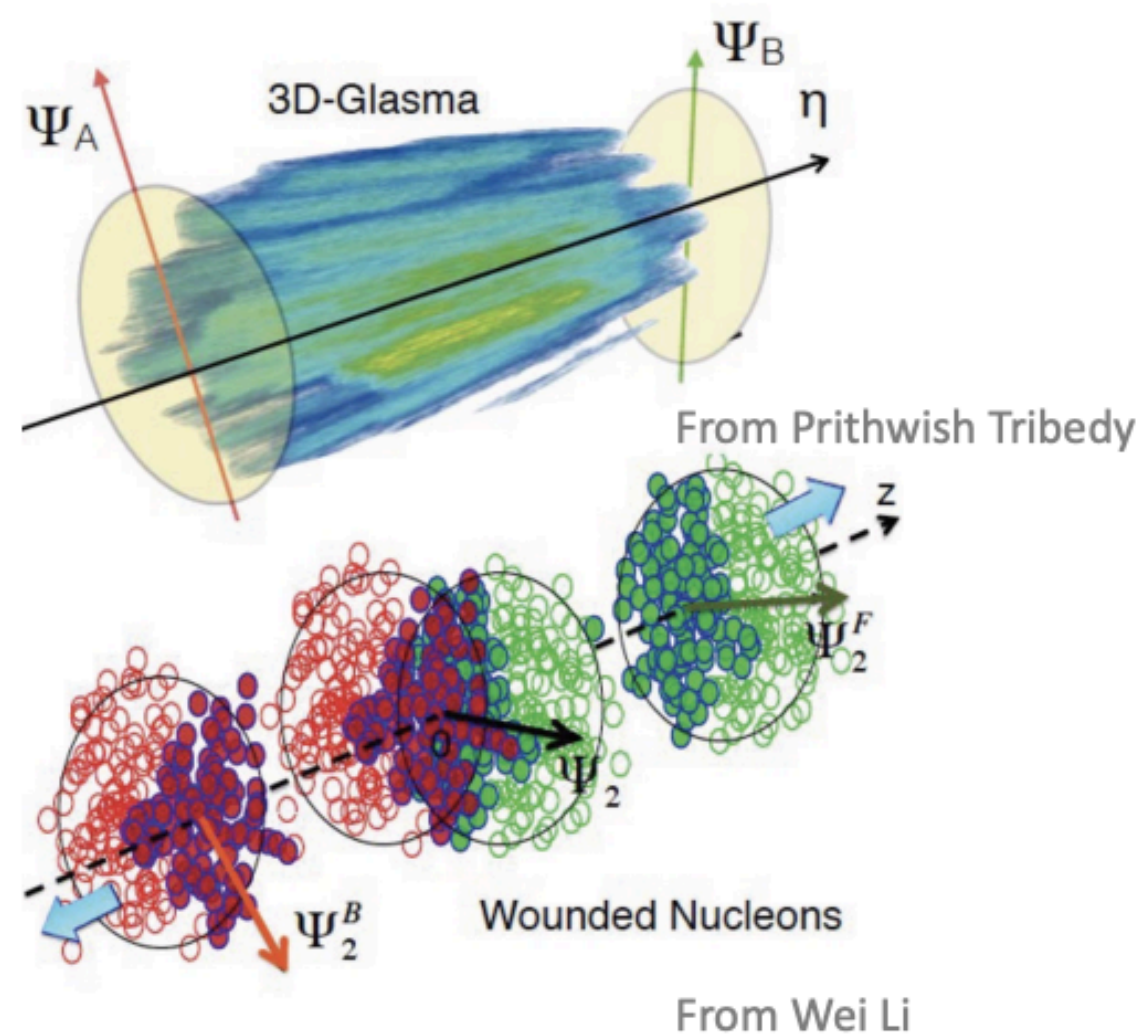 Ψ_B
3D-Glasma
η
Ψ_A
From Prithwish Tribedy
z
Ψ_2^F
0
Ψ_2
Ψ_2^B
Wounded Nucleons
From Wei Li